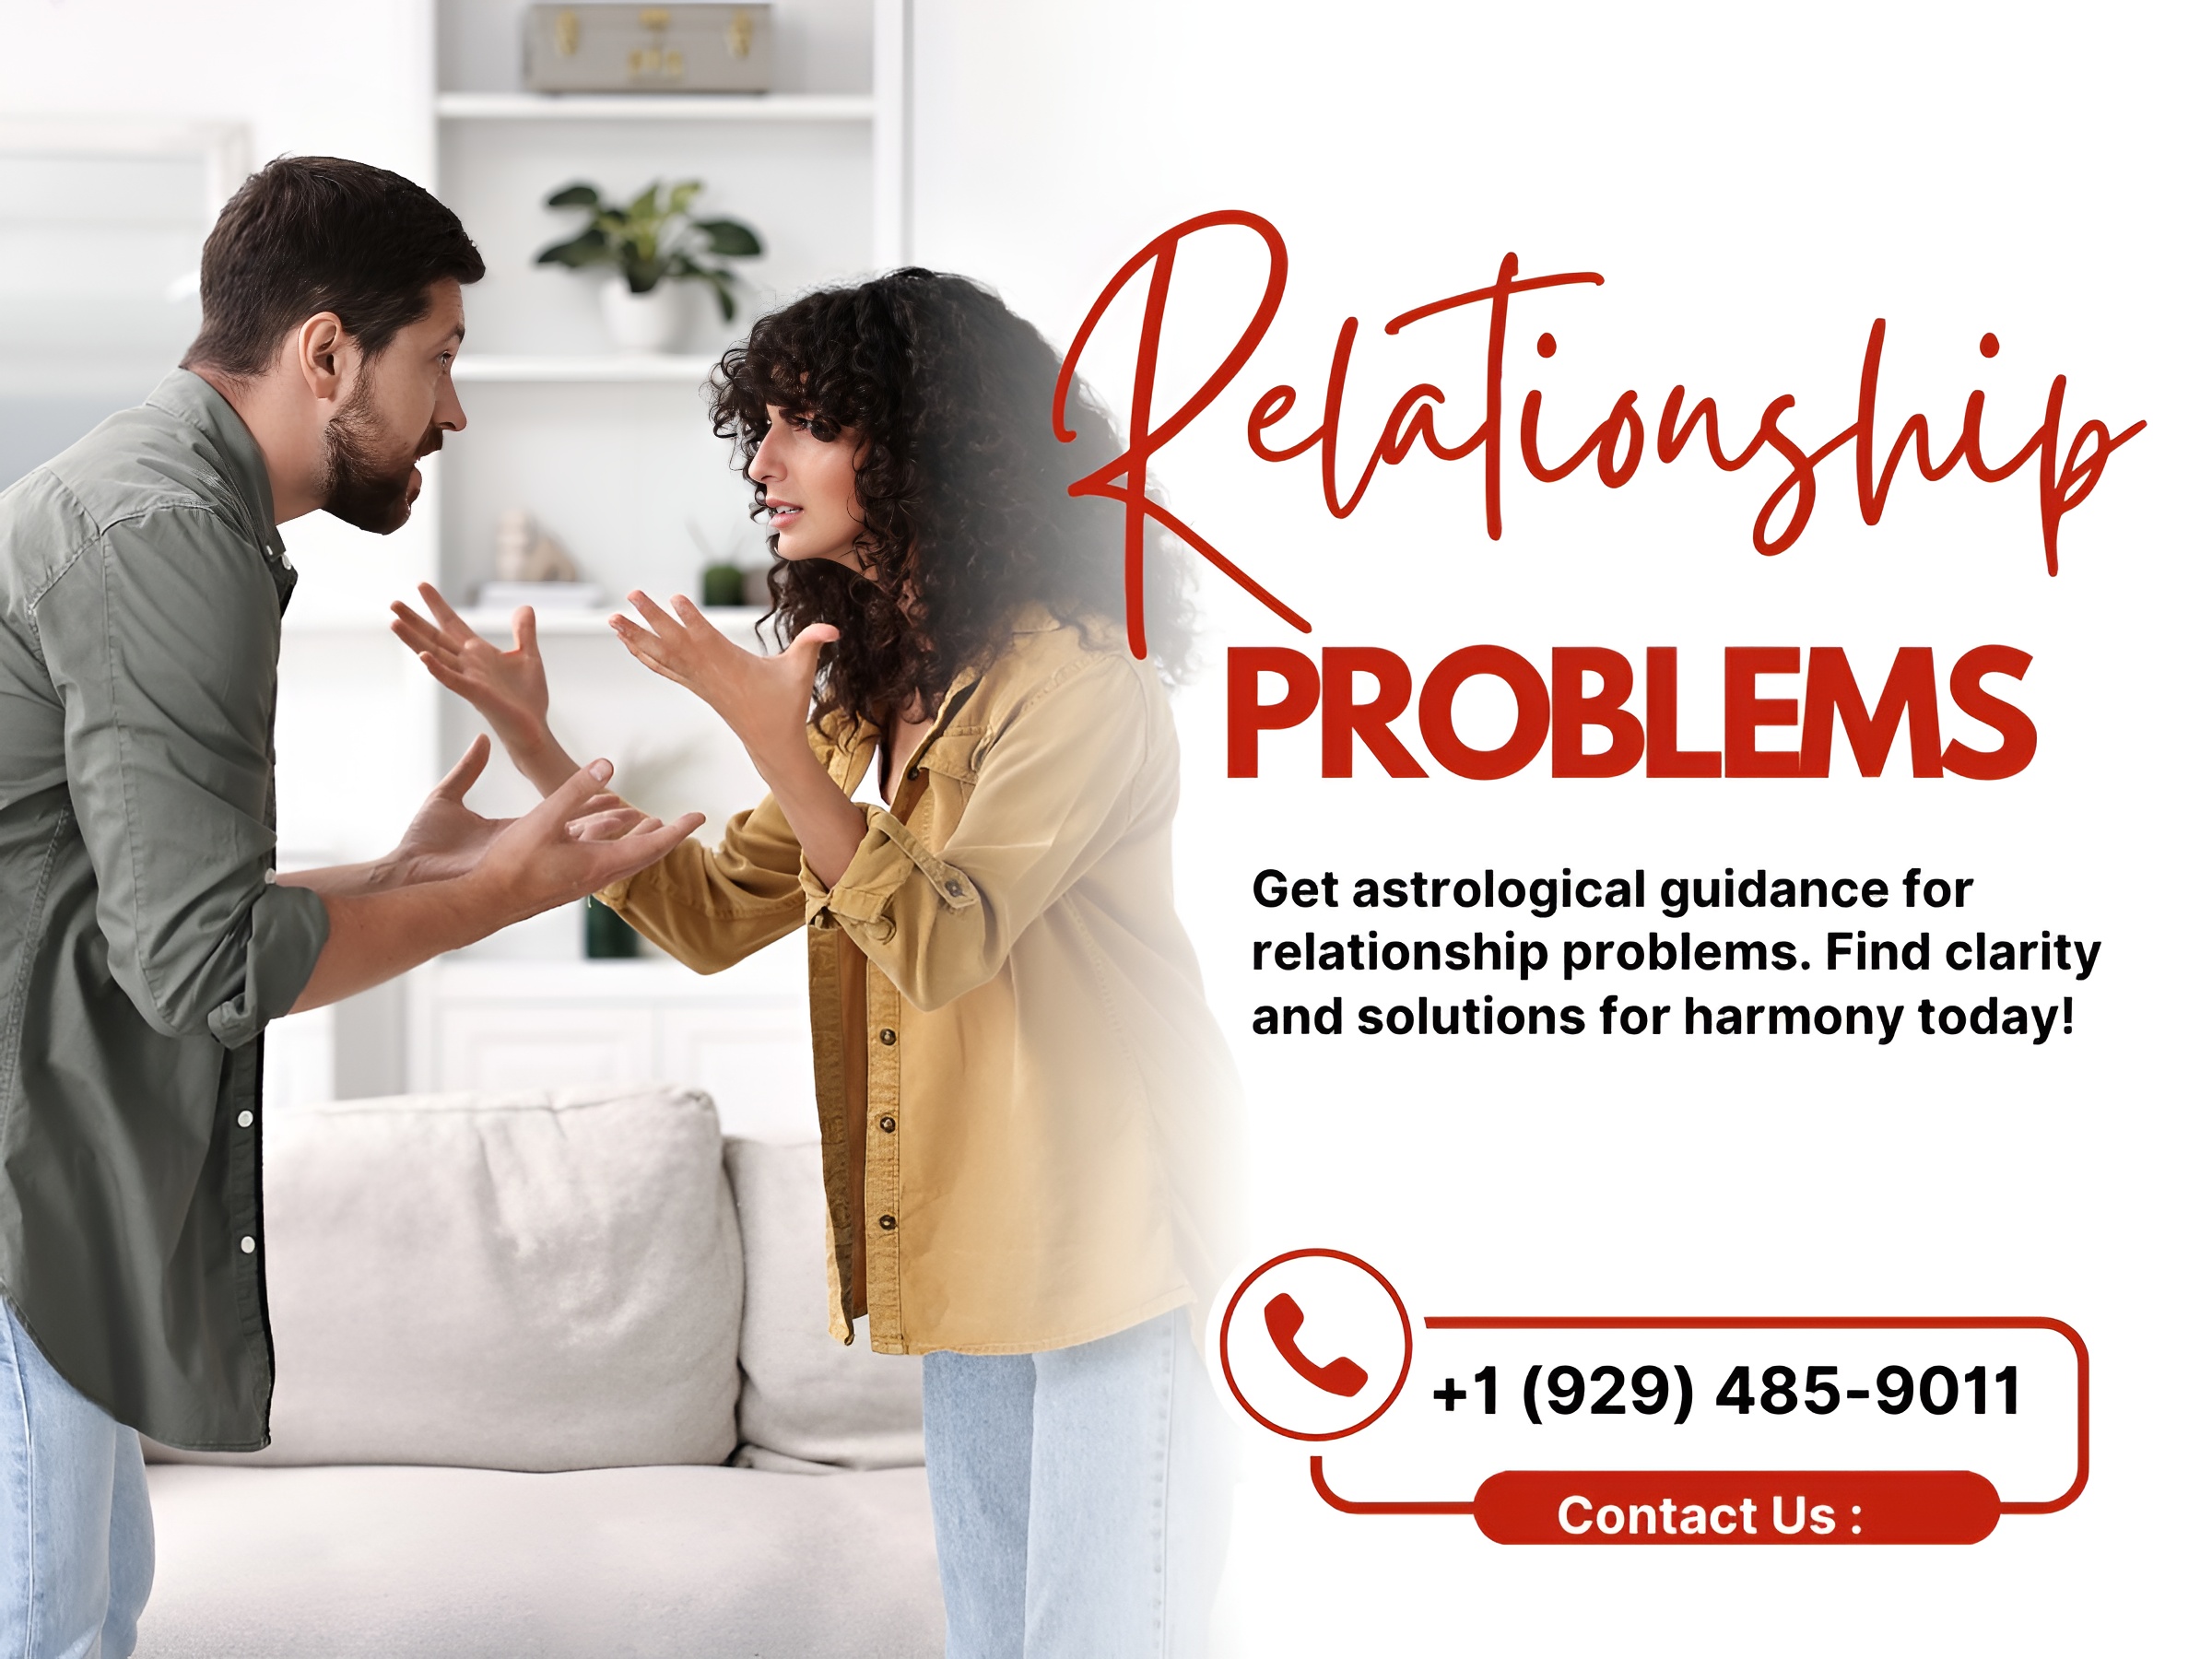 Relationship
PROBLEMS
Get astrological guidance for
relationship problems. Find clarity
and solutions for harmony today!
+1 (929) 485-9011
Contact Us :